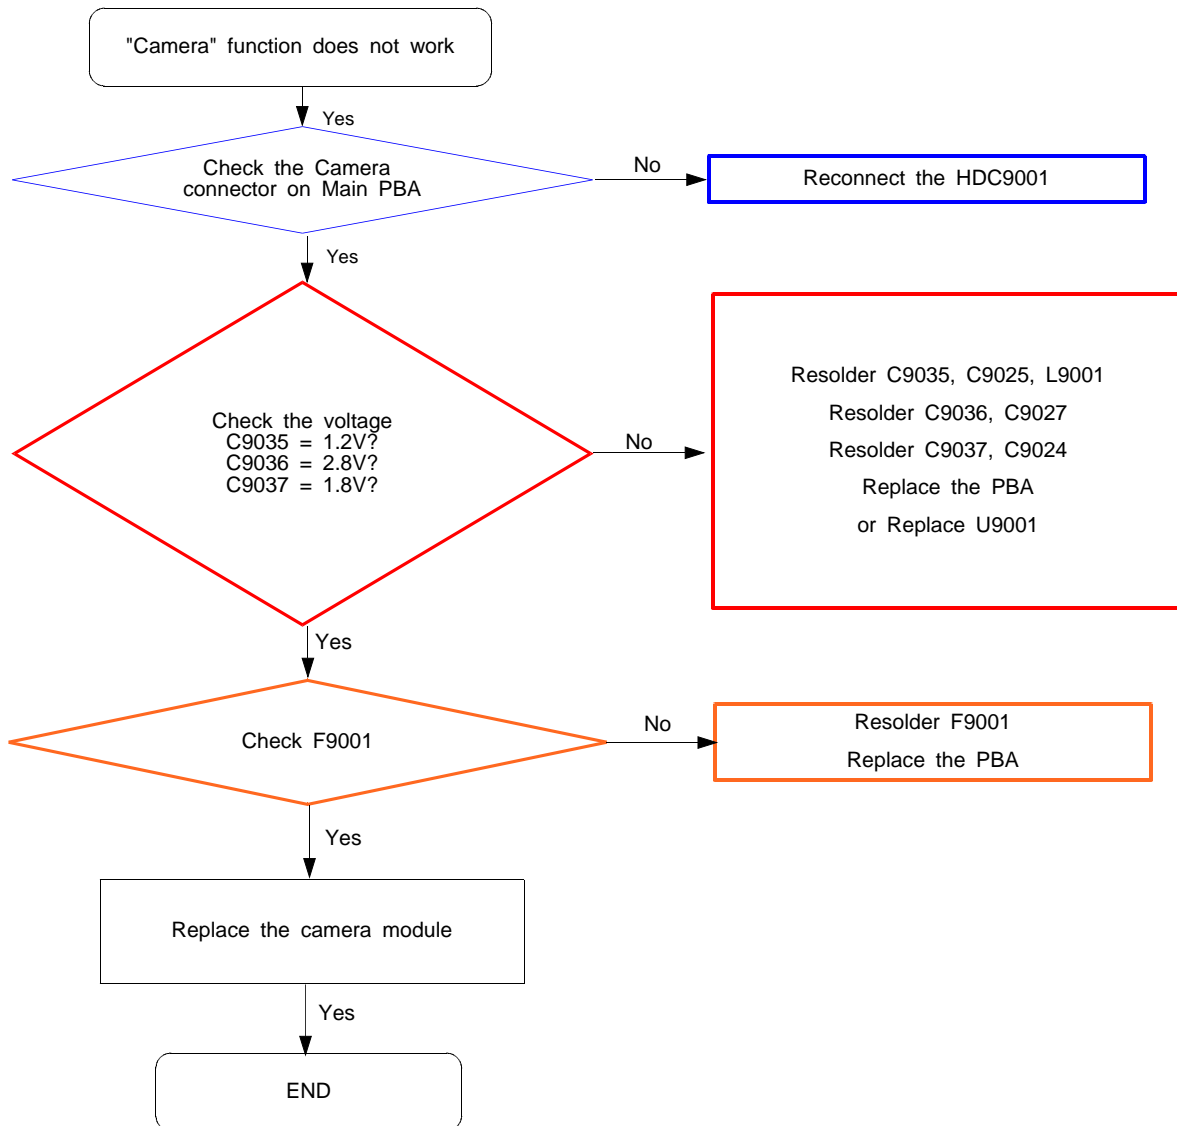 "Camera" function does not work
Yes
Check the Camera
connector on Main PBA
No
Reconnect the HDC9001
Yes
Check the voltage
C9035 = 1.2V?
C9036 = 2.8V?
C9037 = 1.8V?
No
Resolder C9035, C9025, L9001
Resolder C9036, C9027
Resolder C9037, C9024
Replace the PBA
or Replace U9001
Yes
Check F9001
No
Resolder F9001
Replace the PBA
Yes
Replace the camera module
Yes
END